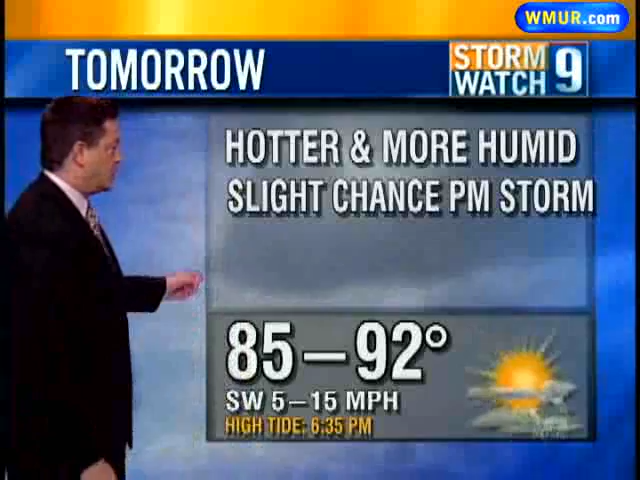 WMUR.com
TOMORROW
STORM
WATCH 9
HOTTER & MORE HUMID
SLIGHT CHANCE PM STORM
85–92°
SW 5–15 MPH
HIGH TIDE: 6:35 PM